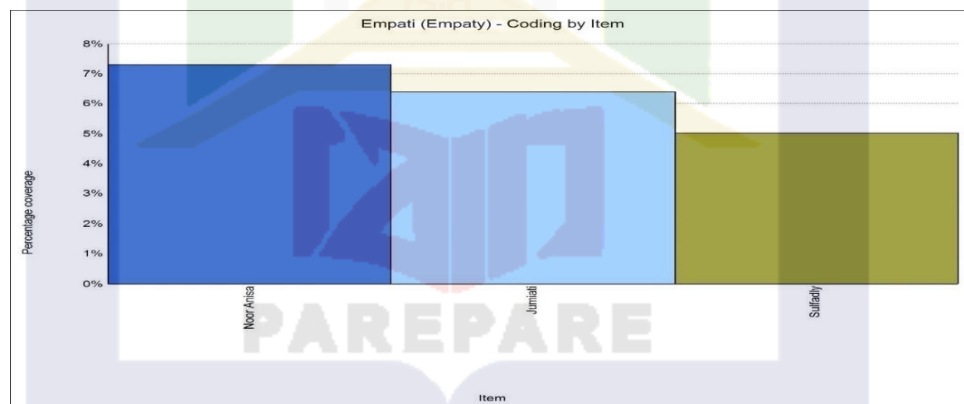 Empati (Empaty) - Coding by Item
8%
7%
6%
5%
4%
3%
2%
1%
0%
Percentage coverage
Noor Anisa
Jumiati
Sulfadly
PAREPARE
Item